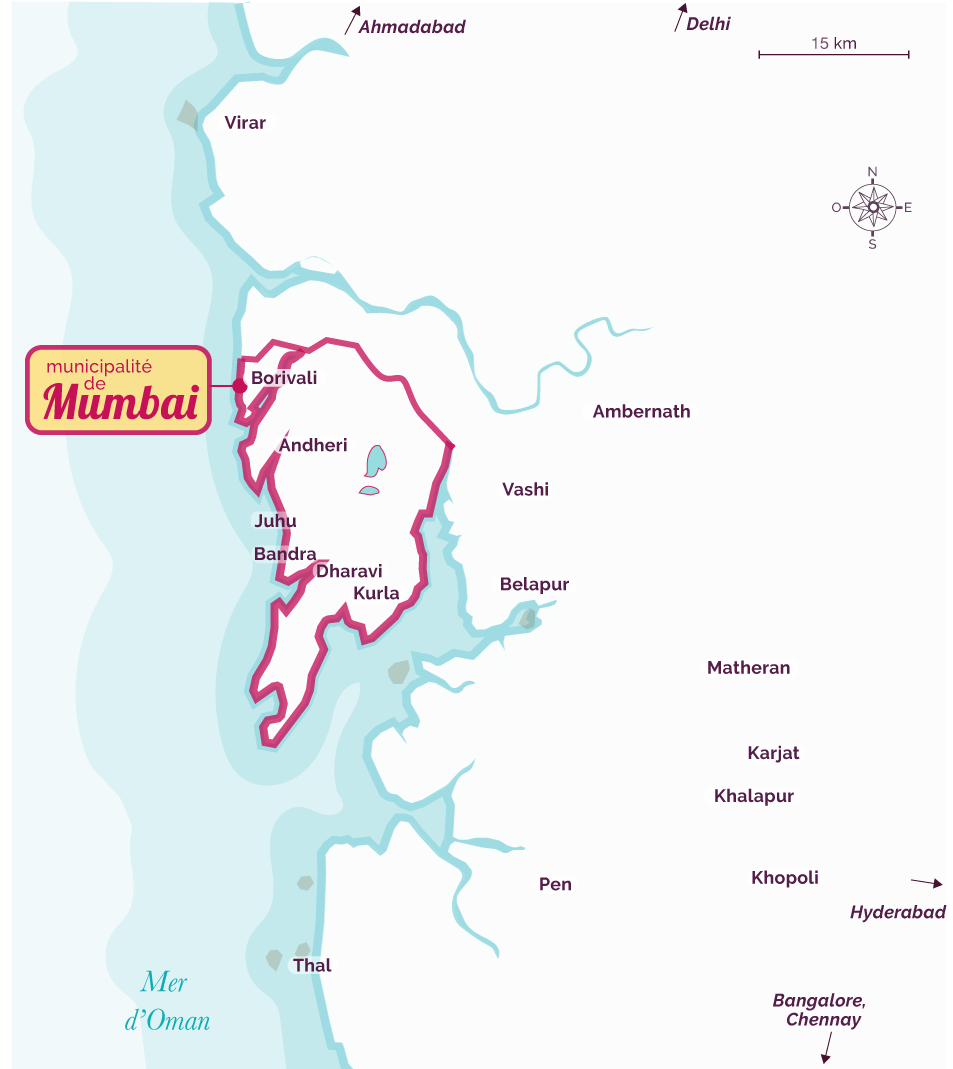 Ahmadabad
Delhi
15 km
Virar
N
O
E
S
municipalité
de
Mumbai
Borivali
Ambernath
Andheri
Vashi
Juhu
Bandra
Dharavi
Kurla
Belapur
Matheran
Karjat
Khalapur
Pen
Khopoli
Hyderabad
Thal
Mer
d’Oman
Bangalore,
Chennay